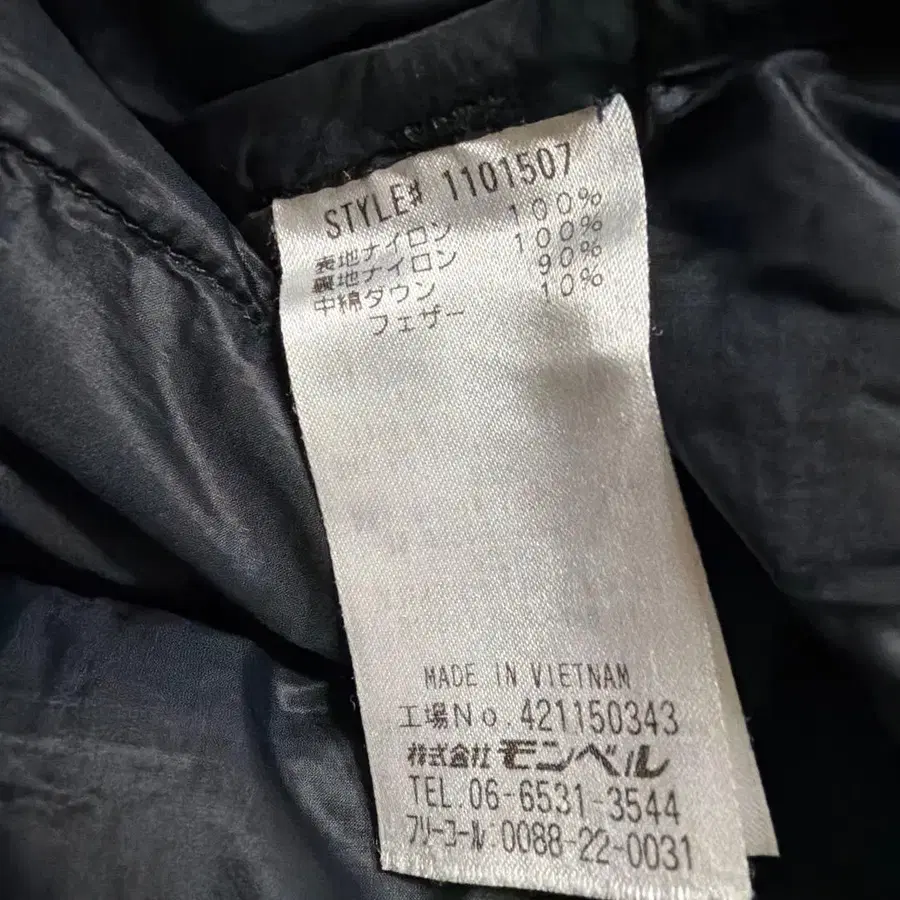 STYLE# 1101507
表地ナイロン 100%
裏地ナイロン 100%
中綿ダウン 90%
フェザー 10%
MADE IN VIETNAM
工場No.421150343
株式会社モンベル
TEL.06-6531-3544
フリーコール:0088-22-0031